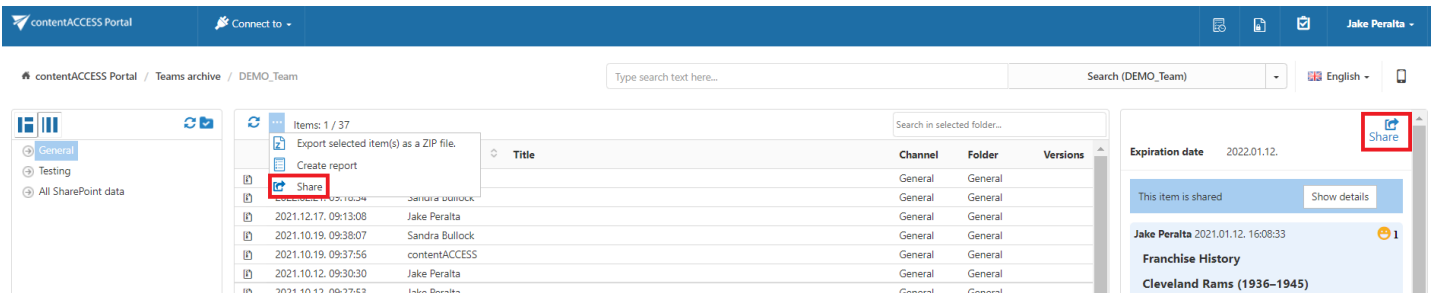 contentACCESS Portal Connect to Jake Peralta
contentACCESS Portal / Teams archive / DEMO_Team Type search text here... Search (DEMO_Team) English
Items: 1 / 37 Search in selected folder... Share
General Export selected item(s) as a ZIP file. Title Channel Folder Versions Expiration date 2022.01.12.
Testing Create report General General
All SharePoint data Share General General This item is shared Show details
2021.12.17. 09:13:08 Jake Peralta General General
2021.10.19. 09:38:07 Sandra Bullock General General Jake Peralta 2021.01.12. 16:08:33 1
2021.10.19. 09:37:56 contentACCESS General General Franchise History
2021.10.12. 09:30:30 Jake Peralta General General Cleveland Rams (1936–1945)